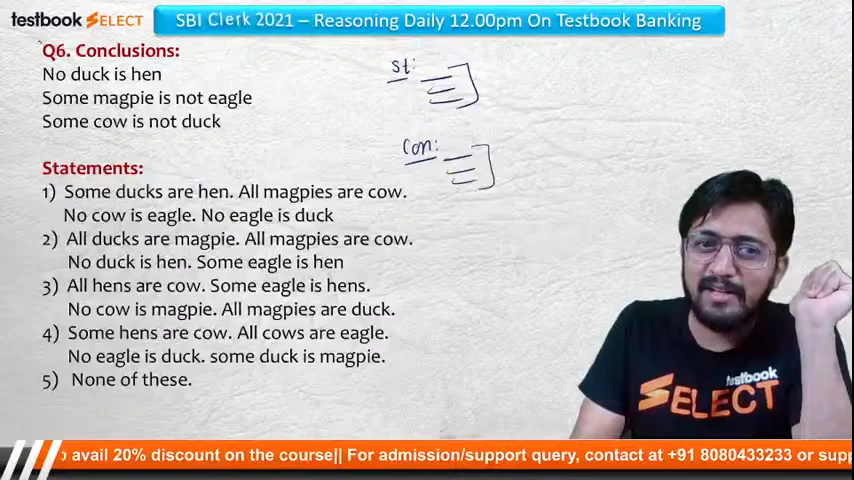 testbook SELECT
SBI Clerk 2021 – Reasoning Daily 12.00pm On Testbook Banking
Q6. Conclusions:
No duck is hen
Some magpie is not eagle
Some cow is not duck
st:
Con:
Statements:
1) Some ducks are hen. All magpies are cow.
No cow is eagle. No eagle is duck
2) All ducks are magpie. All magpies are cow.
No duck is hen. Some eagle is hen
3) All hens are cow. Some eagle is hens.
No cow is magpie. All magpies are duck.
4) Some hens are cow. All cows are eagle.
No eagle is duck. some duck is magpie.
5) None of these.
testbook
SELECT
avail 20% discount on the course|| For admission/support query, contact at +91 8080433233 or